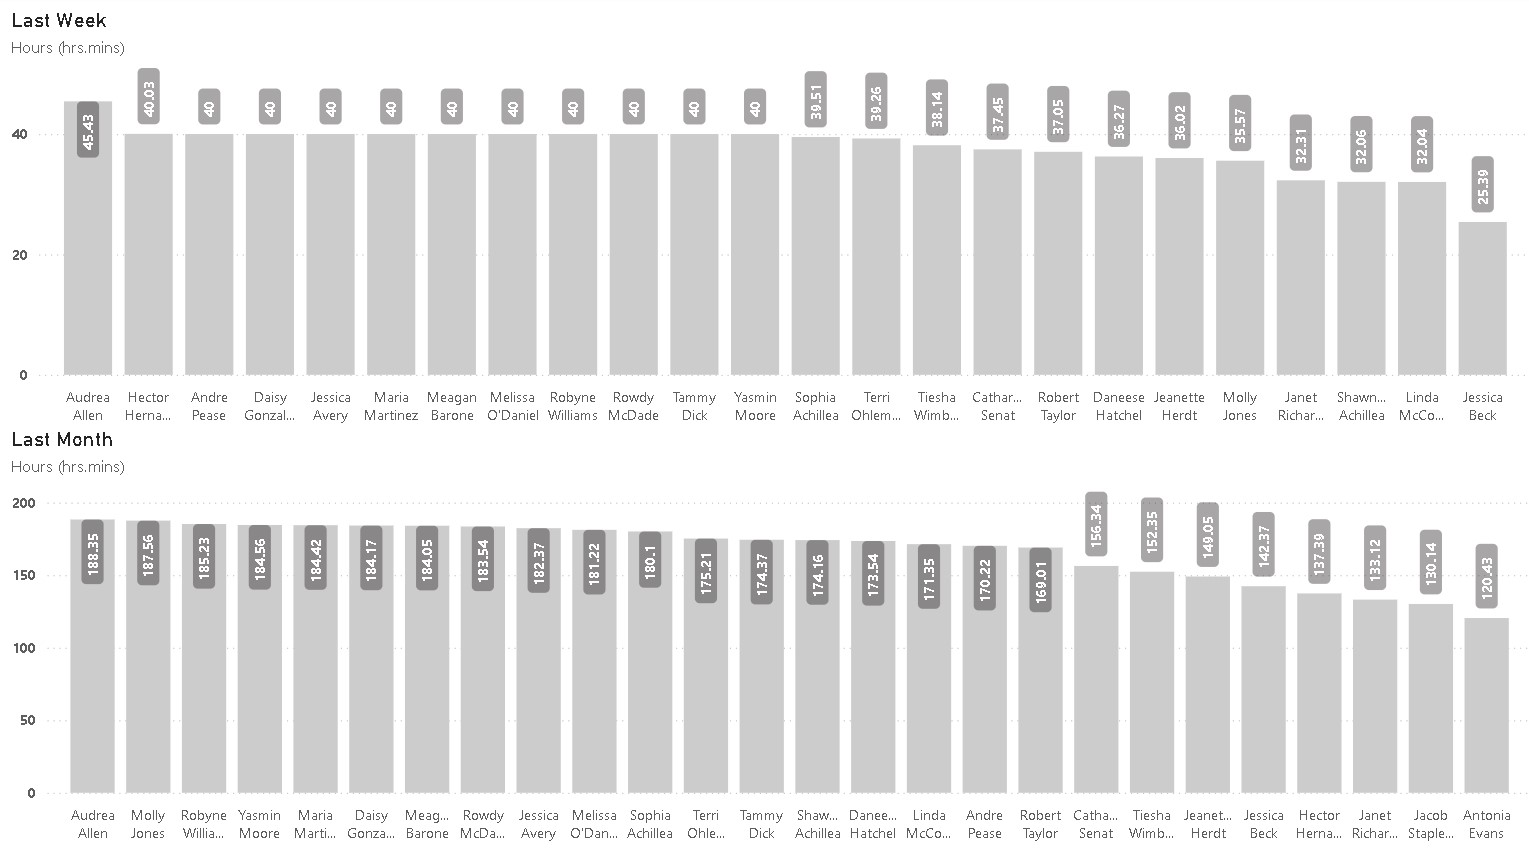 Last Week
Hours (hrs.mins)
45.43 40.03 40 40 40 40 40 40 40 40 40 40 39.51 39.26 38.14 37.45 37.05 36.27 36.02 35.57 32.31 32.06 32.04 25.39
40
20
0
Audrea Hector Andre Daisy Jessica Maria Meagan Melissa Robyne Rowdy Tammy Yasmin Sophia Terri Tiesha Cathar... Robert Daneese Jeanette Molly Janet Shawn... Linda Jessica
Allen Herna... Pease Gonzal... Avery Martinez Barone O'Daniel Williams McDade Dick Moore Achillea Ohlem... Wimb... Senat Taylor Hatchel Herdt Jones Richar... Achillea McCo... Beck
Last Month
Hours (hrs.mins)
200
188.35 187.56 185.23 184.56 184.42 184.17 184.05 183.54 182.37 181.22 180.1 175.21 174.37 174.16 173.54 171.35 170.22 169.01 156.34 152.35 149.05 142.37 137.39 133.12 130.14 120.43
150
100
50
0
Audrea Molly Robyne Yasmin Maria Daisy Meag... Rowdy Jessica Melissa Sophia Terri Tammy Shaw... Danee... Linda Andre Robert Catha... Tiesha Jeanet... Jessica Hector Janet Jacob Antonia
Allen Jones Willia... Moore Marti... Gonza... Barone McDa... Avery O'Dan... Achillea Ohle... Dick Achillea Hatchel McCo... Pease Taylor Senat Wimb... Herdt Beck Herna... Richar... Staple... Evans